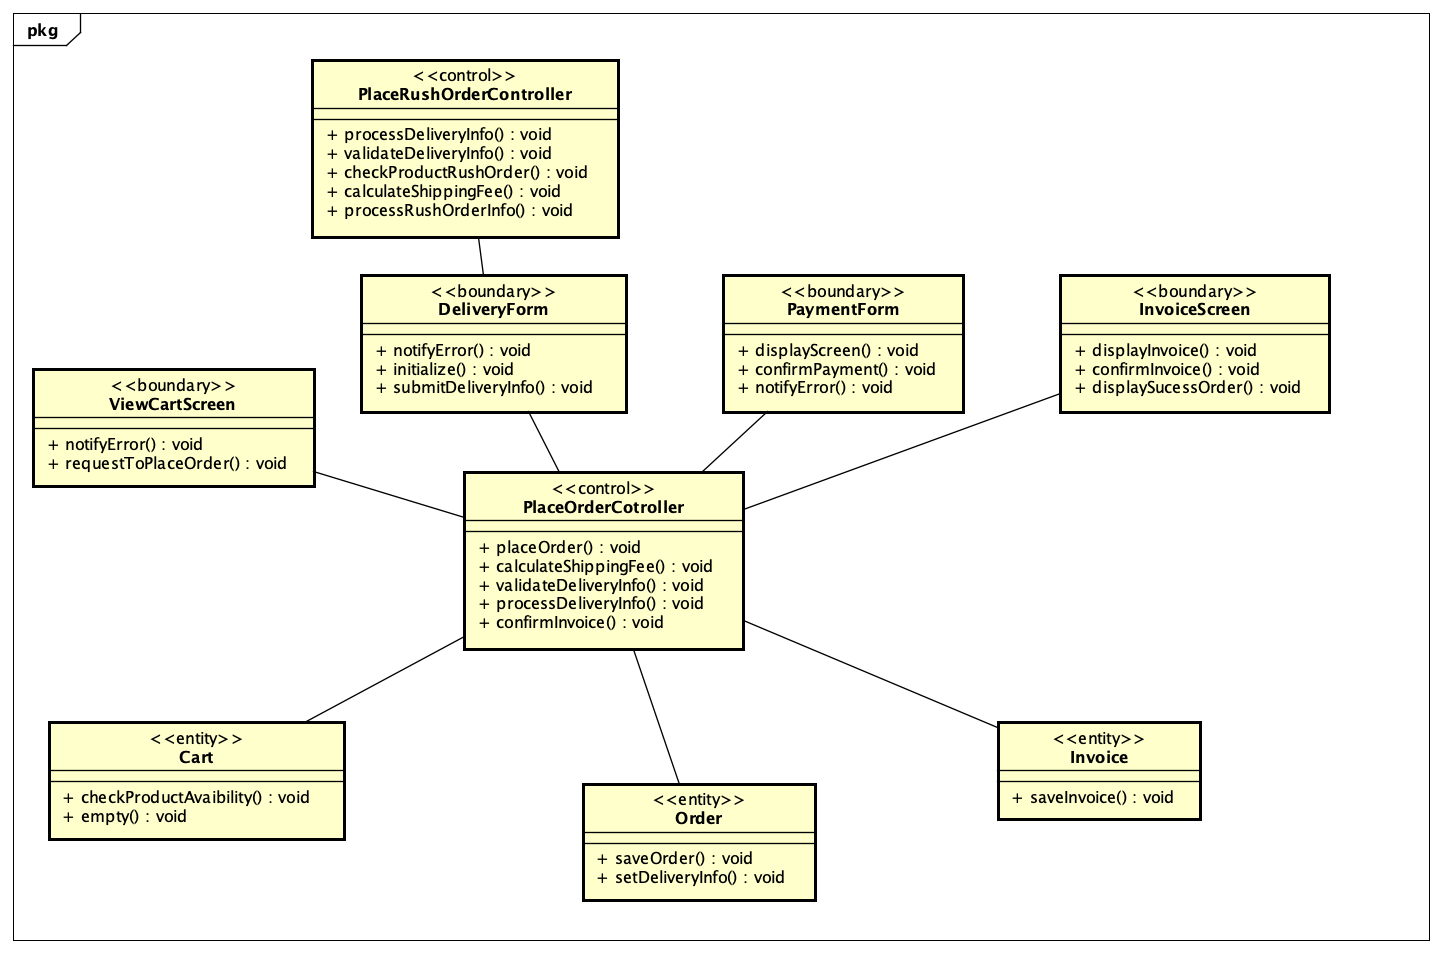 pkg
<<control>>
PlaceRushOrderController
+ processDeliveryInfo() : void
+ validateDeliveryInfo() : void
+ checkProductRushOrder() : void
+ calculateShippingFee() : void
+ processRushOrderInfo() : void
<<boundary>>
DeliveryForm
+ notifyError() : void
+ initialize() : void
+ submitDeliveryInfo() : void
<<boundary>>
PaymentForm
+ displayScreen() : void
+ confirmPayment() : void
+ notifyError() : void
<<boundary>>
InvoiceScreen
+ displayInvoice() : void
+ confirmInvoice() : void
+ displaySucessOrder() : void
<<boundary>>
ViewCartScreen
+ notifyError() : void
+ requestToPlaceOrder() : void
<<control>>
PlaceOrderCotroller
+ placeOrder() : void
+ calculateShippingFee() : void
+ validateDeliveryInfo() : void
+ processDeliveryInfo() : void
+ confirmInvoice() : void
<<entity>>
Cart
+ checkProductAvaibility() : void
+ empty() : void
<<entity>>
Order
+ saveOrder() : void
+ setDeliveryInfo() : void
<<entity>>
Invoice
+ saveInvoice() : void